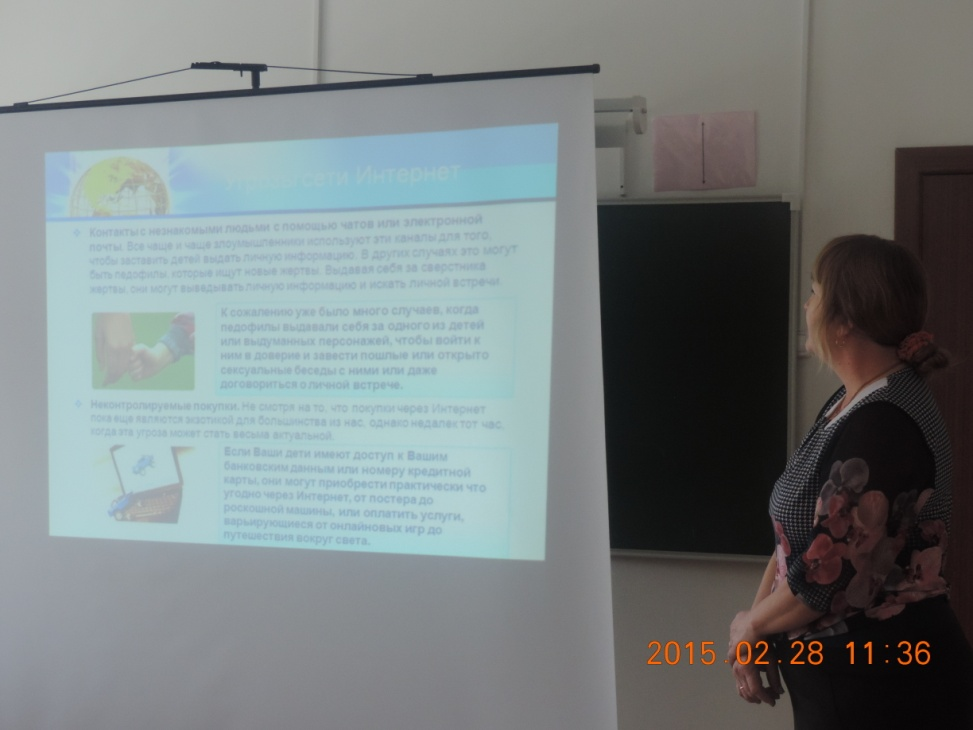 Угрозы сети Интернет
Контакты с незнакомыми людьми с помощью чатов или электронной
почты. Все чаще и чаще злоумышленники используют эти каналы для того,
чтобы заставить детей выдать личную информацию. В других случаях это могут
быть педофилы, которые ищут новые жертвы. Выдавая себя за сверстника
жертвы, они могут выведывать личную информацию и искать личной встречи
К сожалению уже было много случаев, когда
педофилы выдавали себя за одного из детей
или выдуманных персонажей, чтобы войти к
ним в доверие и завести пошлые или открыто
сексуальные беседы с ними или даже
договориться о личной встрече.
Неконтролируемые покупки. Не смотря на то, что покупки через Интернет
пока еще являются экзотикой для большинства из нас, однако недалек тот час,
когда эта угроза может стать весьма актуальной.
Если Ваши дети имеют доступ к Вашим
банковским данным или номеру кредитной
карты, они могут приобрести практически что
угодно через Интернет, от постера до
роскошной машины, или оплатить услуги,
варьирующиеся от онлайновых игр до
путешествия вокруг света.
2015.02.28 11:36